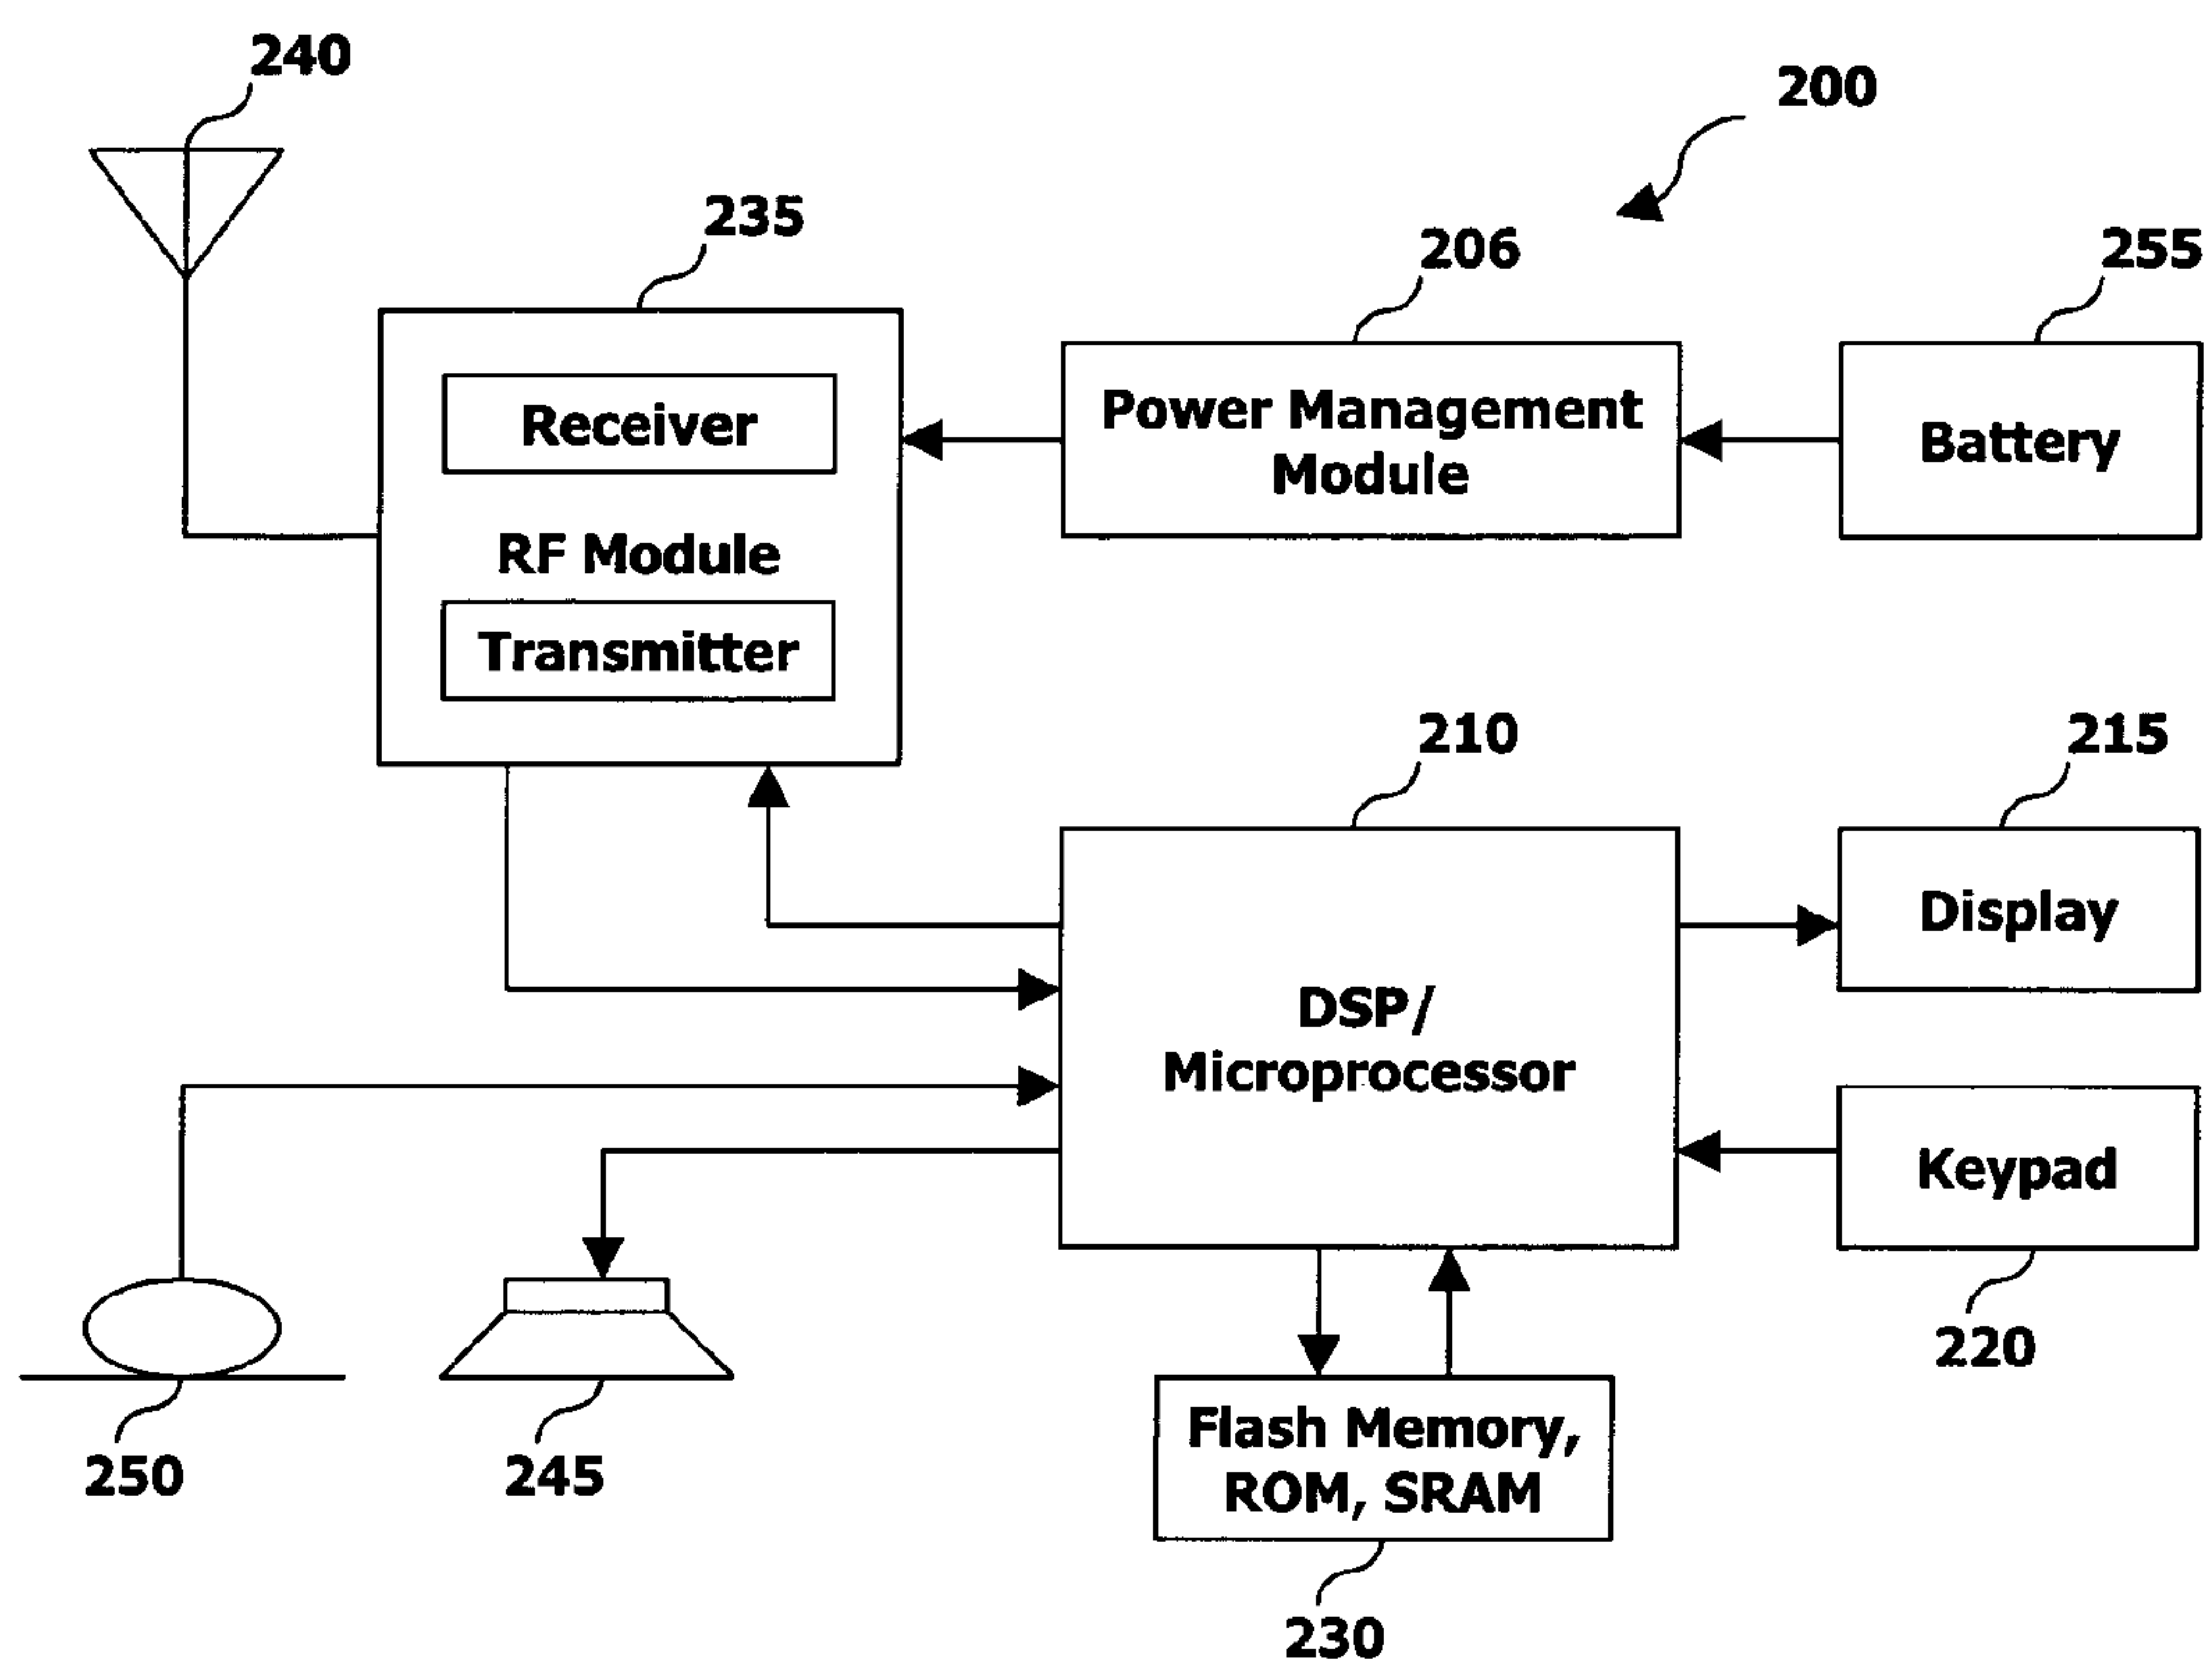 240
200
235
206
255
Receiver
Power Management
Module
Battery
RF Module
Transmitter
210
215
Display
DSP/
Microprocessor
Keypad
220
Flash Memory,
ROM, SRAM
250
245
230